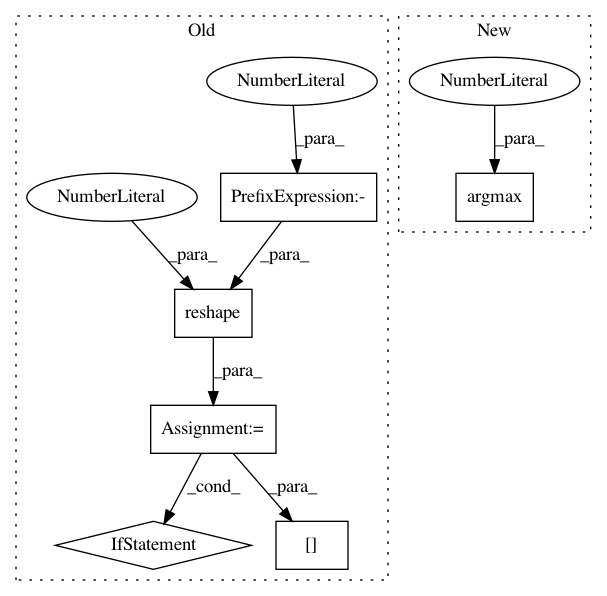 Old
New
NumberLiteral
NumberLiteral
_para_
_para_
NumberLiteral
PrefixExpression:-
argmax
_para_
_para_
reshape
_para_
Assignment:=
_cond_
_para_
IfStatement
[]